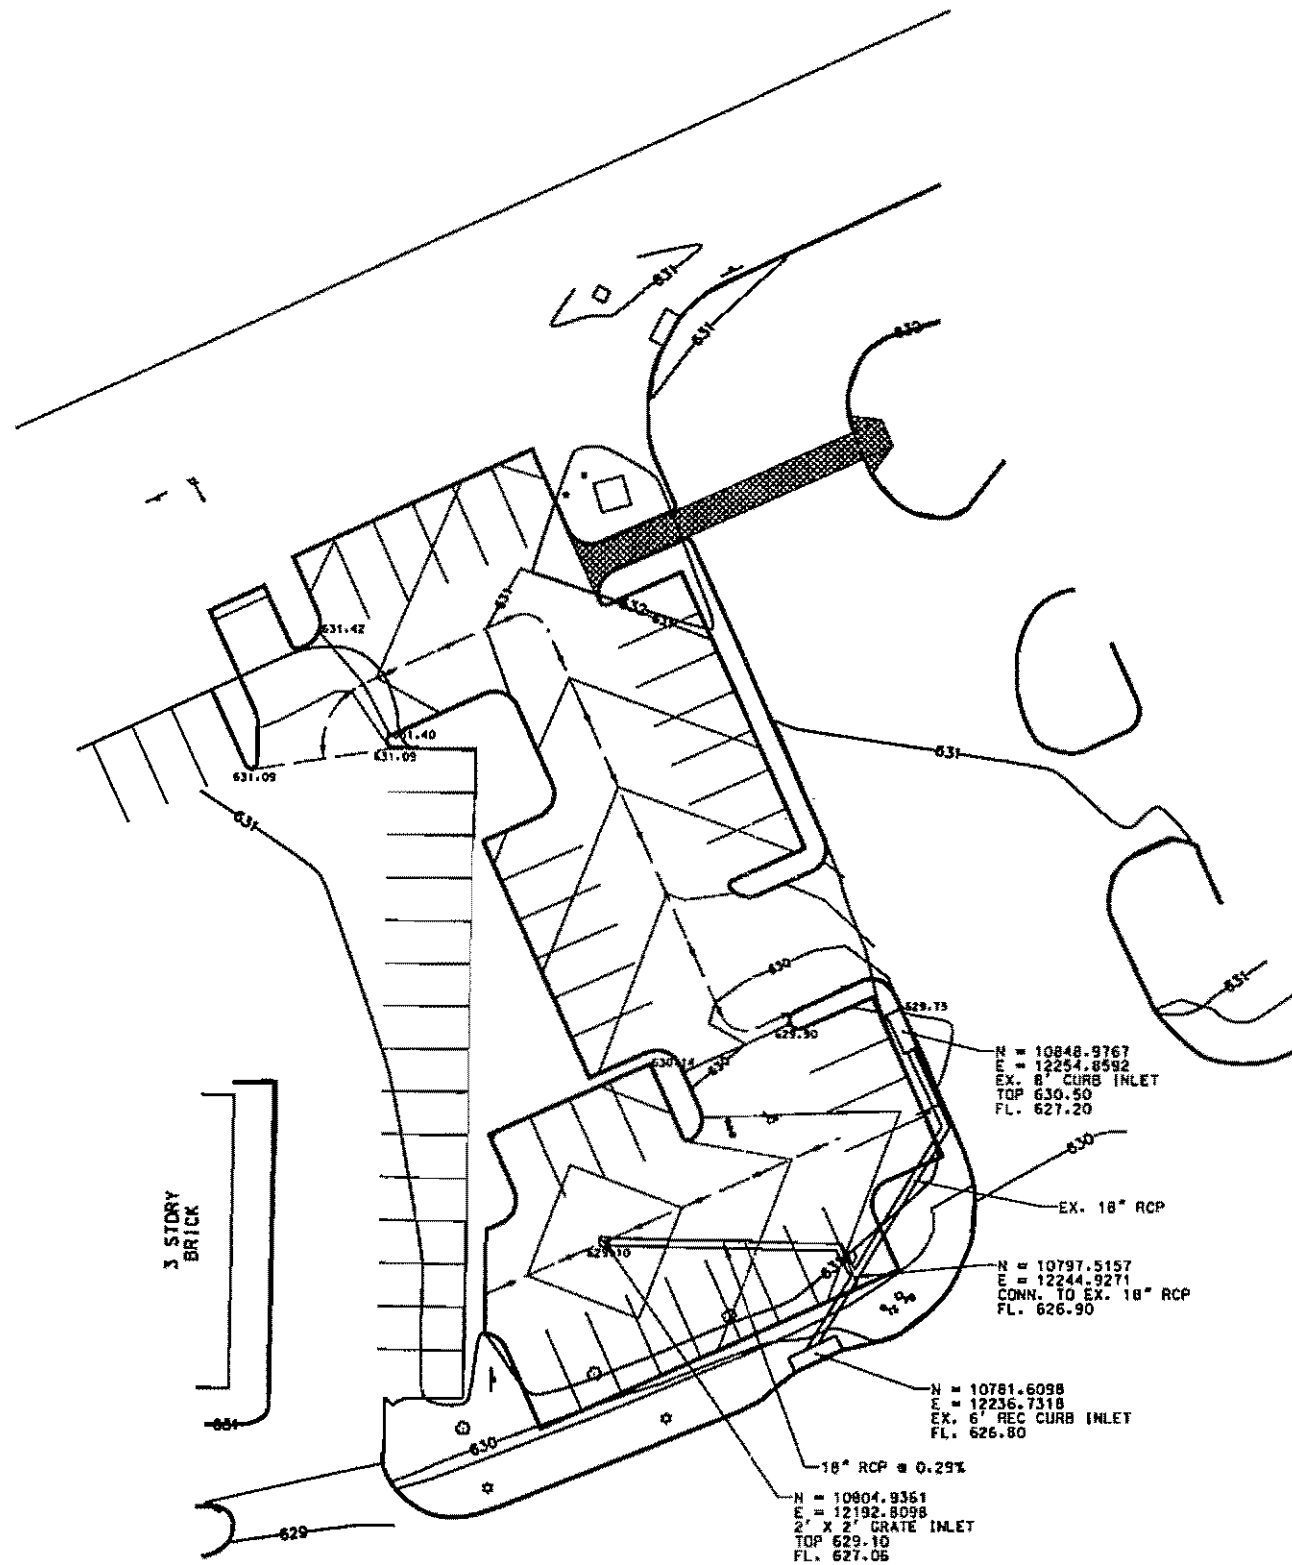 631
631
632
631
631.42
632
631
631.40
631.09
631.09
631
631
630
631
629.73
629.90
630.14
630
N = 10848.9767
E = 12254.8592
EX. 8' CURB INLET
TOP 630.50
FL. 627.20
630
3 STORY
BRICK
EX. 18" RCP
629.10
N = 10797.5157
E = 12244.9271
CONN. TO EX. 18" RCP
FL. 626.90
N = 10781.6098
E = 12236.7318
EX. 6' REC CURB INLET
FL. 626.80
631
630
18" RCP @ 0.29%
N = 10804.9361
E = 12192.8098
2' X 2' GRATE INLET
TOP 629.10
FL. 627.06
629